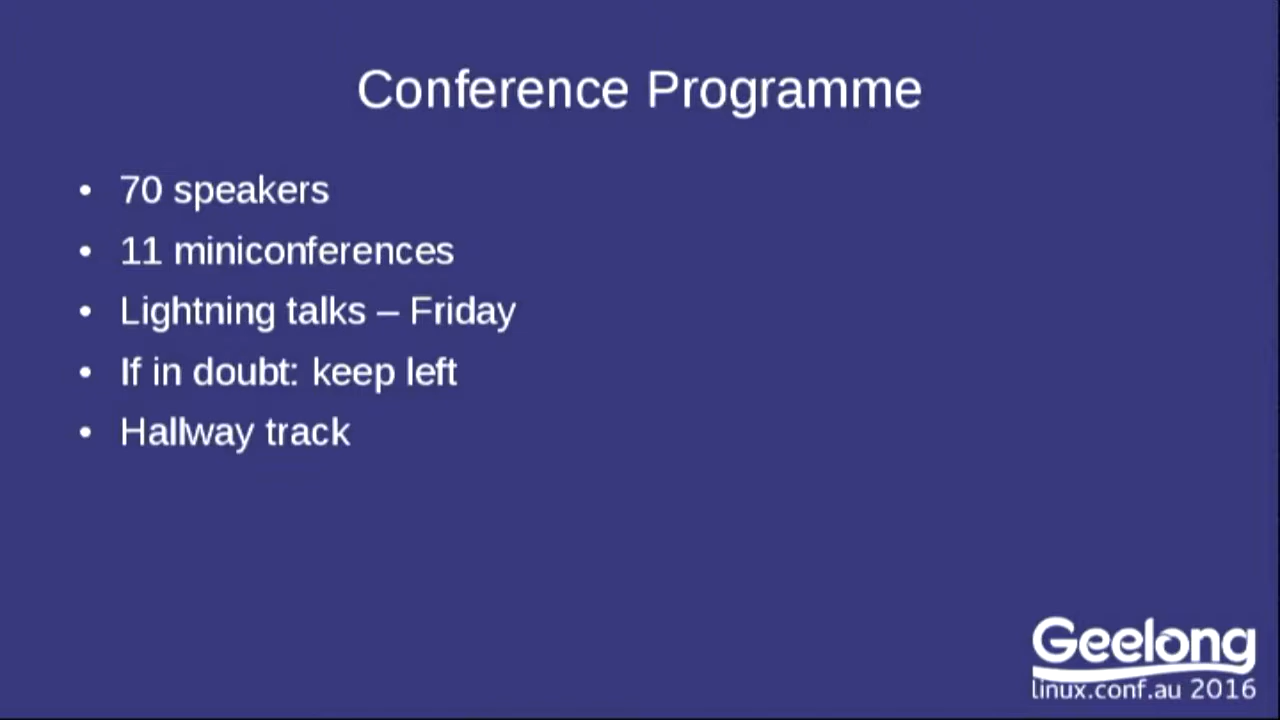 Conference Programme
• 70 speakers
• 11 miniconferences
• Lightning talks – Friday
• If in doubt: keep left
• Hallway track
Geelong
linux.conf.au 2016